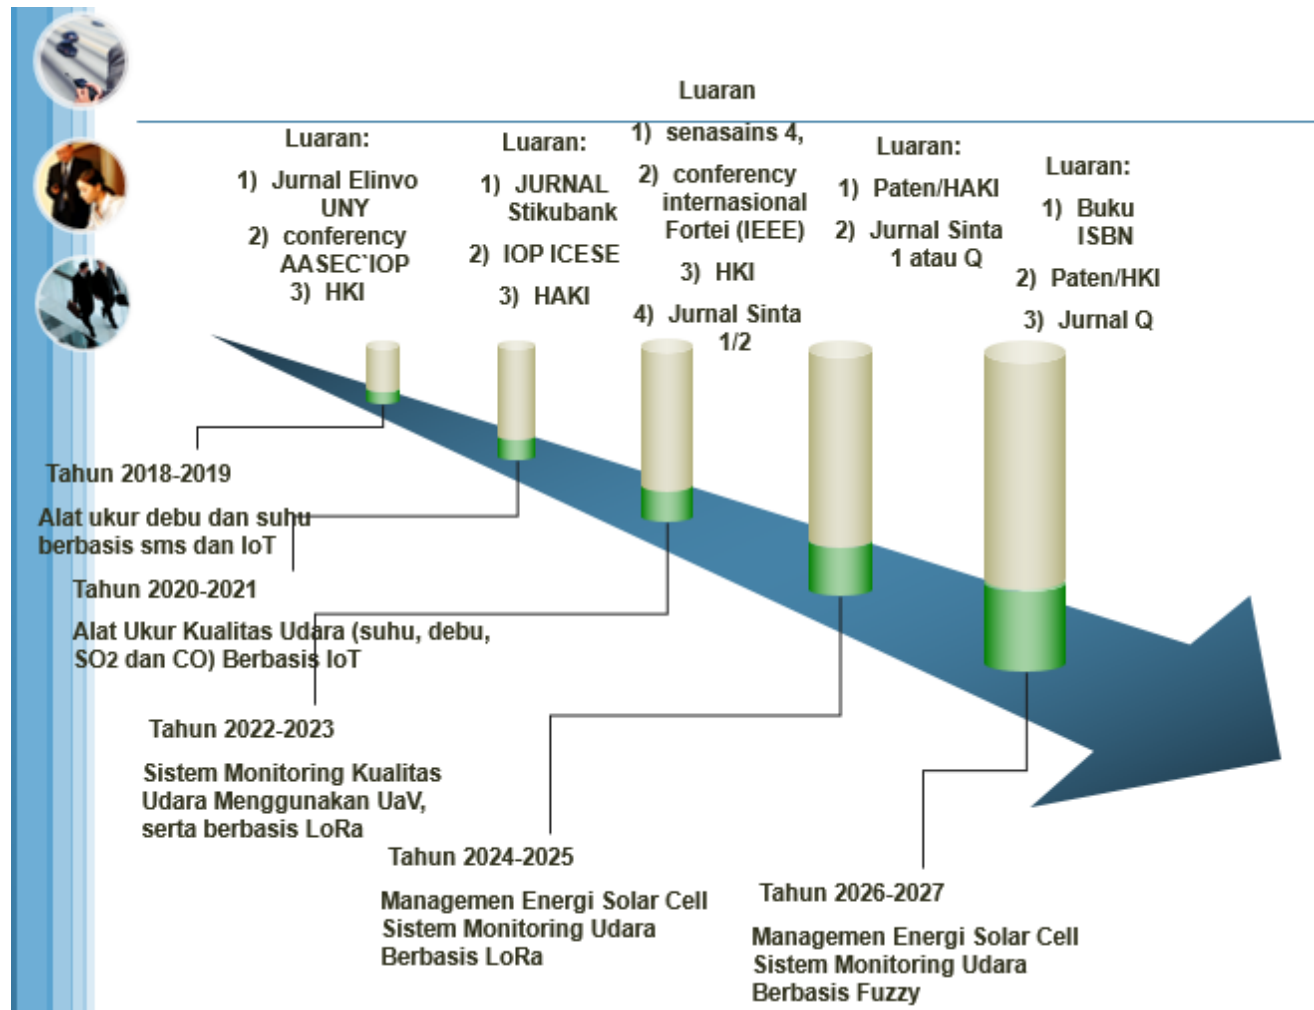 Luaran:
1) Jurnal Elinvo
UNY
2) conferency
AASEC`IOP
3) HKI
Luaran:
1) JURNAL
Stikubank
2) IOP ICESE
3) HAKI
Luaran
1) senasains 4,
2) conferency
internasional
Fortei (IEEE)
3) HKI
4) Jurnal Sinta
1/2
Luaran:
1) Paten/HAKI
2) Jurnal Sinta
1 atau Q
Luaran:
1) Buku
ISBN
2) Paten/HKI
3) Jurnal Q
Tahun 2018-2019
Alat ukur debu dan suhu
berbasis sms dan IoT
Tahun 2020-2021
Alat Ukur Kualitas Udara (suhu, debu,
SO2 dan CO) Berbasis IoT
Tahun 2022-2023
Sistem Monitoring Kualitas
Udara Menggunakan UaV,
serta berbasis LoRa
Tahun 2024-2025
Managemen Energi Solar Cell
Sistem Monitoring Udara
Berbasis LoRa
Tahun 2026-2027
Managemen Energi Solar Cell
Sistem Monitoring Udara
Berbasis Fuzzy